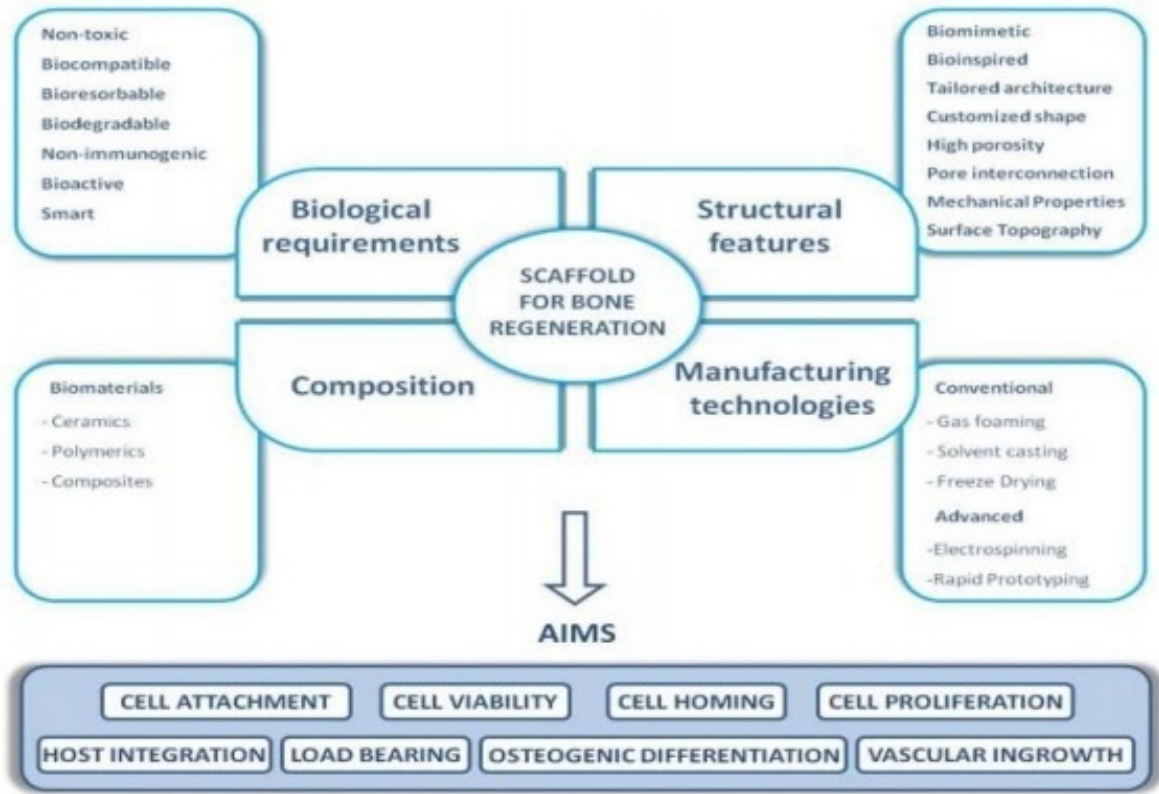 Non-toxic
Biocompatible
Bioresorbable
Biodegradable
Non-immunogenic
Bioactive
Smart
Biomimetic
Bioinspired
Tailored architecture
Customized shape
High porosity
Pore interconnection
Mechanical Properties
Surface Topography
Biological
requirements
Structural
features
SCAFFOLD
FOR BONE
REGENERATION
Composition
Manufacturing
technologies
Biomaterials
- Ceramics
- Polymerics
- Composites
Conventional
- Gas foaming
- Solvent casting
- Freeze Drying
Advanced
-Electrospinning
-Rapid Prototyping
AIMS
CELL ATTACHMENT
CELL VIABILITY
CELL HOMING
CELL PROLIFERATION
HOST INTEGRATION
LOAD BEARING
OSTEOGENIC DIFFERENTIATION
VASCULAR INGROWTH